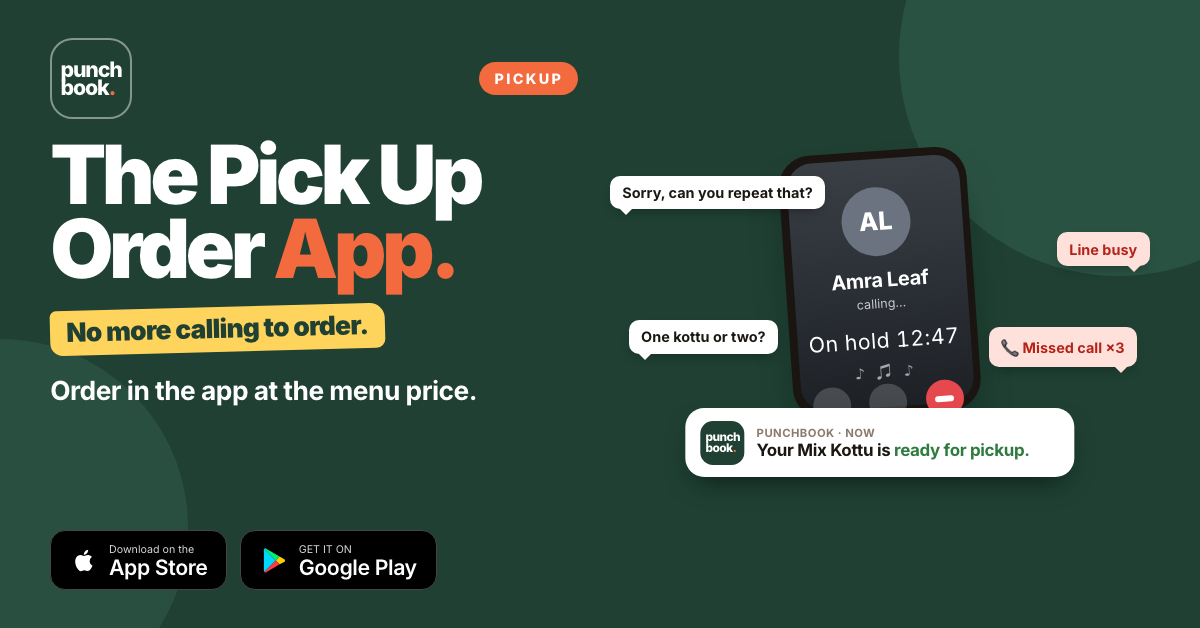 punch
book.
PICKUP
The Pick Up
Order App.
No more calling to order.
Order in the app at the menu price.
Download on the
App Store
GET IT ON
Google Play
Sorry, can you repeat that?
AL
Amra Leaf
calling...
Line busy
One kottu or two?
On hold 12:47
📞 Missed call ×3
♪ ♫ ♪
punch
book.
PUNCHBOOK · NOW
Your Mix Kottu is ready for pickup.